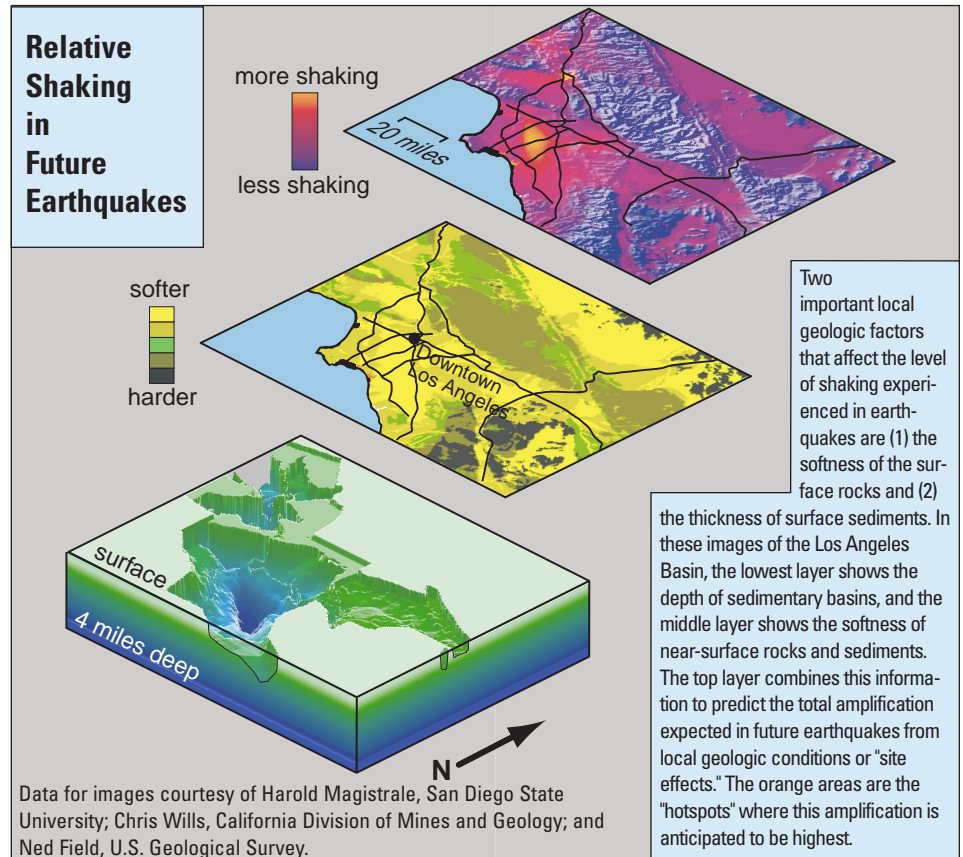 Relative
Shaking
in
Future
Earthquakes
more shaking
less shaking
20 miles
softer
harder
Downtown
Los Angeles
surface
4 miles deep
N
Two
important local
geologic factors
that affect the level
of shaking experi-
enced in earth-
quakes are (1) the
softness of the sur-
face rocks and (2)
the thickness of surface sediments. In
these images of the Los Angeles
Basin, the lowest layer shows the
depth of sedimentary basins, and the
middle layer shows the softness of
near-surface rocks and sediments.
The top layer combines this informa-
tion to predict the total amplification
expected in future earthquakes from
local geologic conditions or "site
effects." The orange areas are the
"hotspots" where this amplification is
anticipated to be highest.
Data for images courtesy of Harold Magistrale, San Diego State
University; Chris Wills, California Division of Mines and Geology; and
Ned Field, U.S. Geological Survey.